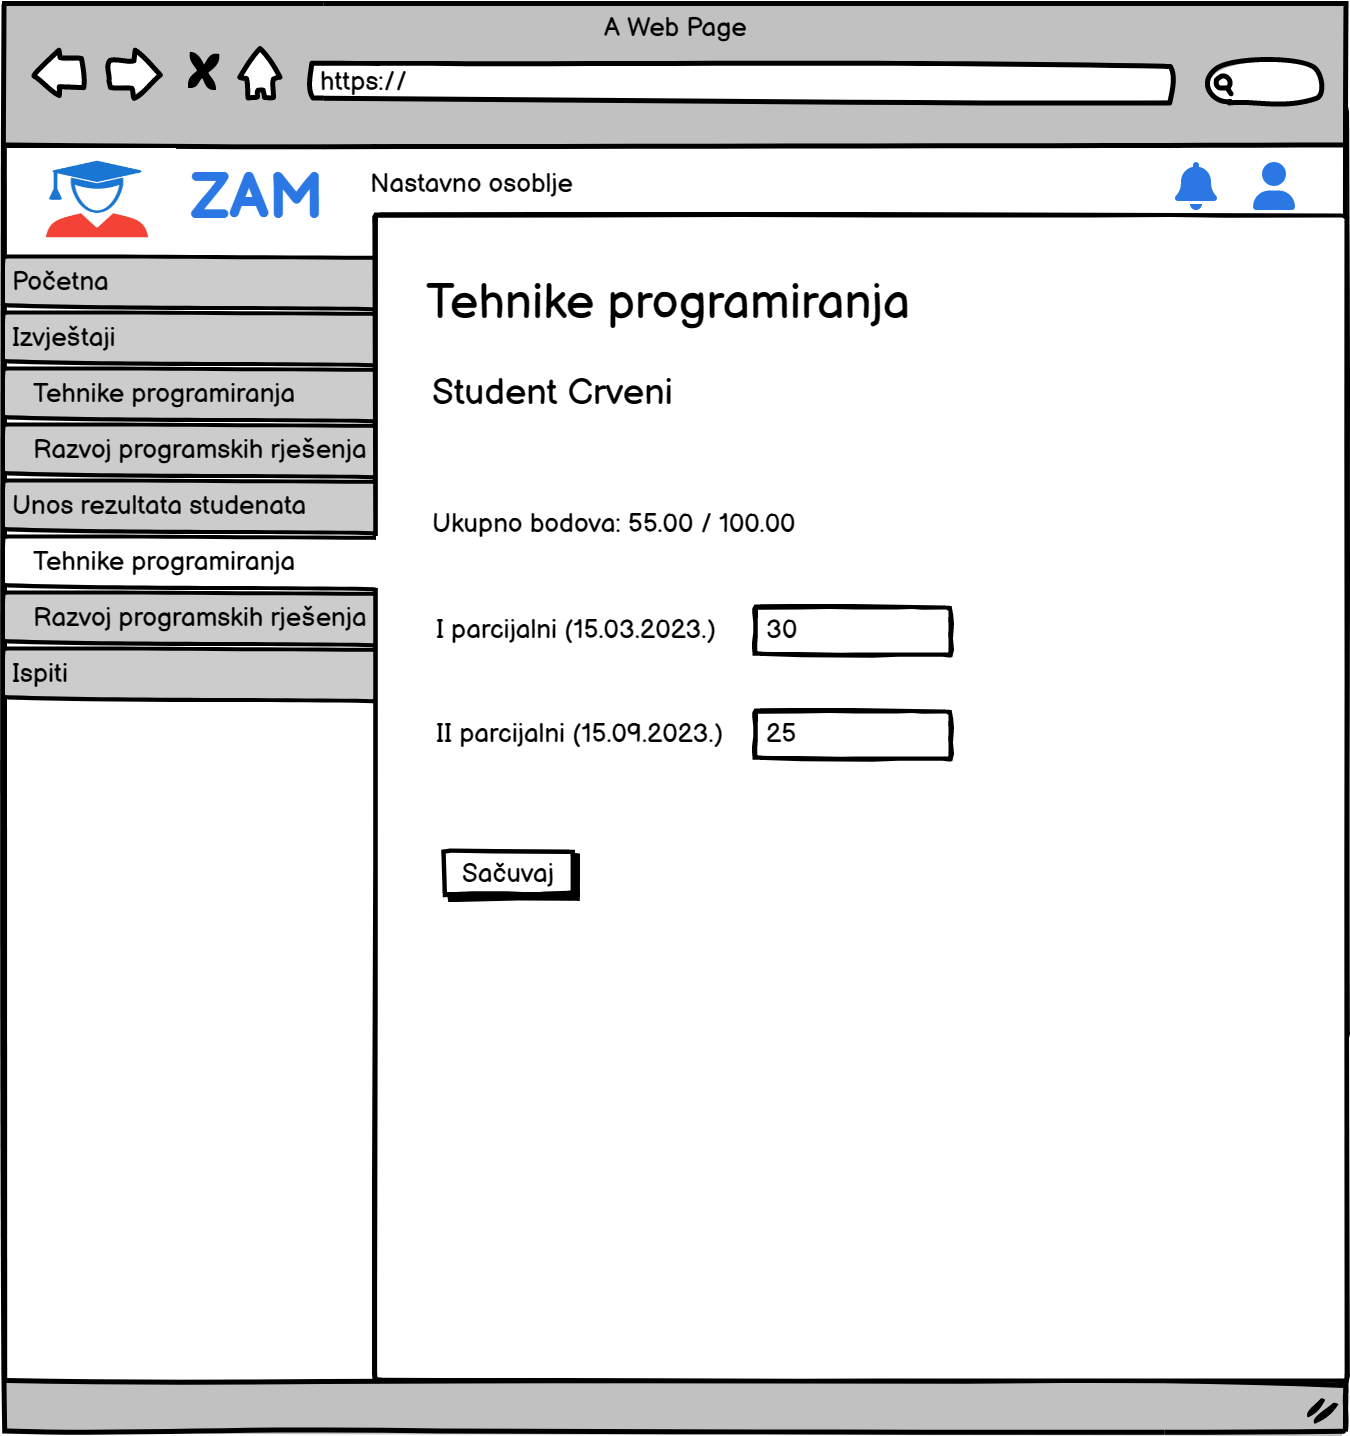 A Web Page
https://
ZAM
Nastavno osoblje
Početna
Izvještaji
Tehnike programiranja
Razvoj programskih rješenja
Unos rezultata studenata
Tehnike programiranja
Razvoj programskih rješenja
Ispiti
Tehnike programiranja
Student Crveni
Ukupno bodova: 55.00 / 100.00
I parcijalni (15.03.2023.) 30
II parcijalni (15.09.2023.) 25
Sačuvaj